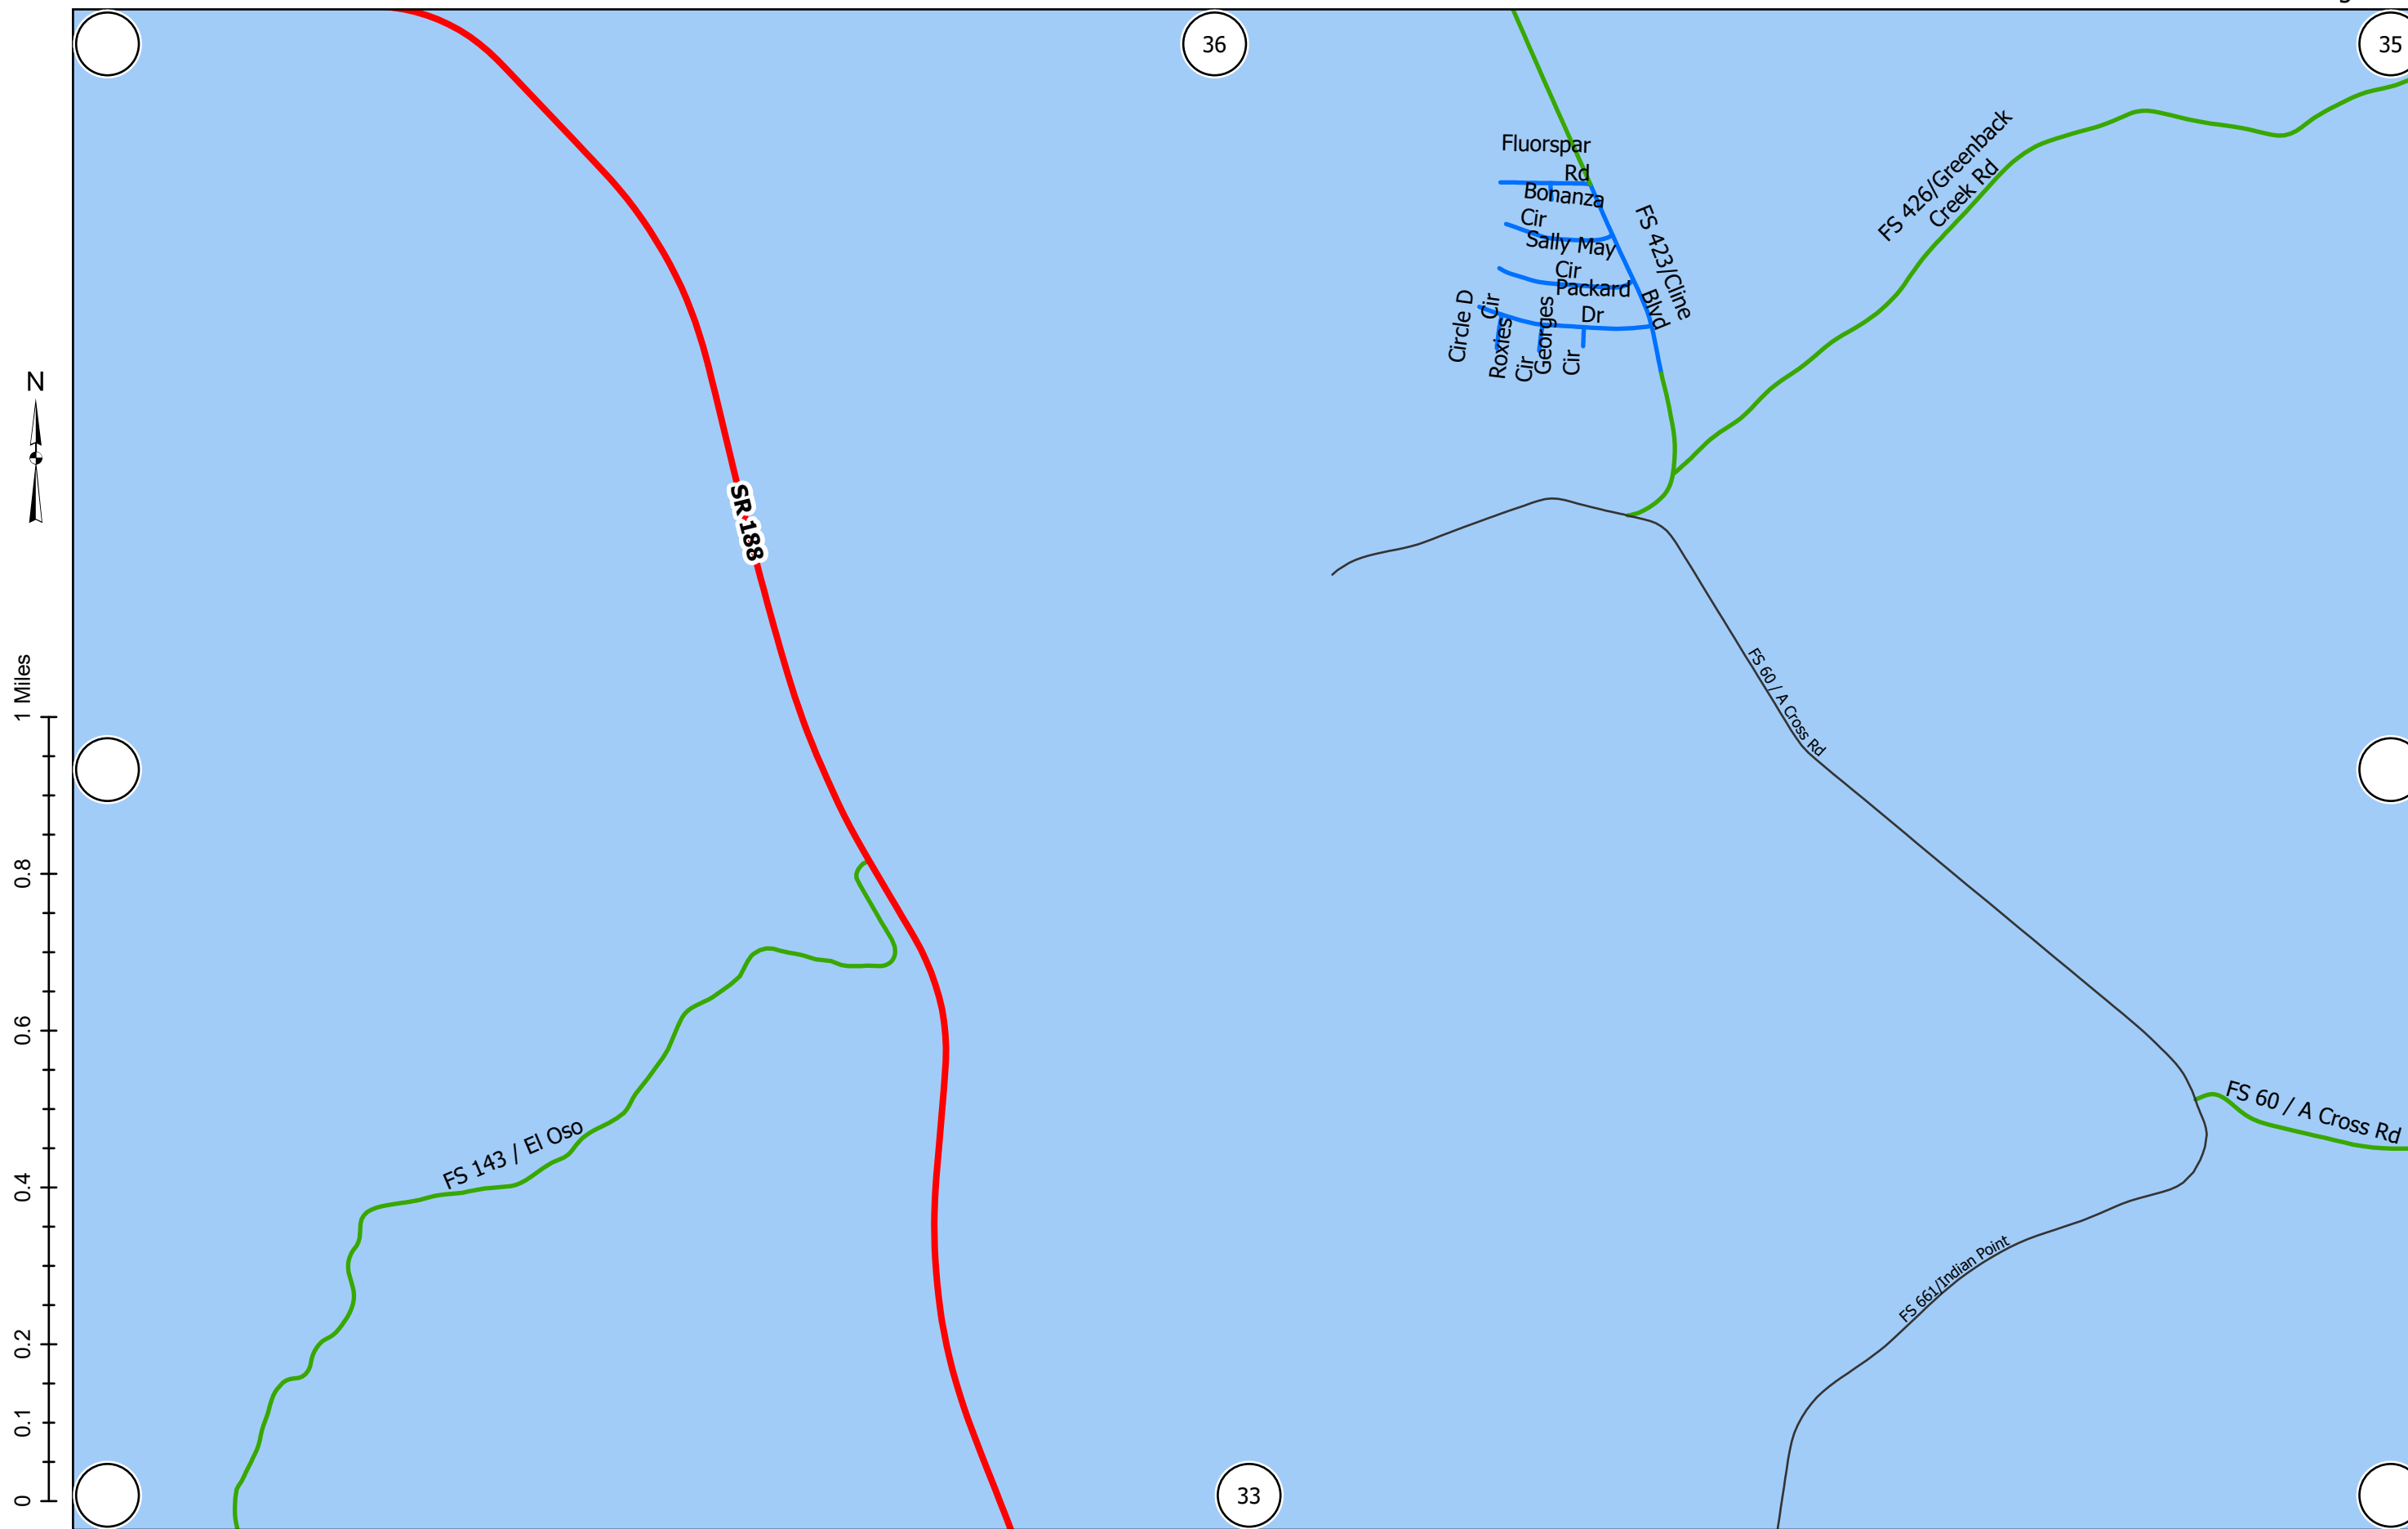 36
35
Fluorspar
Rd
Bonanza
Cir
Sally May
Cir
Packard
Dr
FS 423/Cline
Blvd
Circle D
Cir
Roxies
Cir
Georges
Cir
FS 426/Greenback
Creek Rd
N
SR 188
FS 60 / A Cross Rd
1 Miles
0.8
0.6
0.4
0.2
0.1
0
FS 143 / El Oso
FS 60 / A Cross Rd
FS 661/Indian Point
33